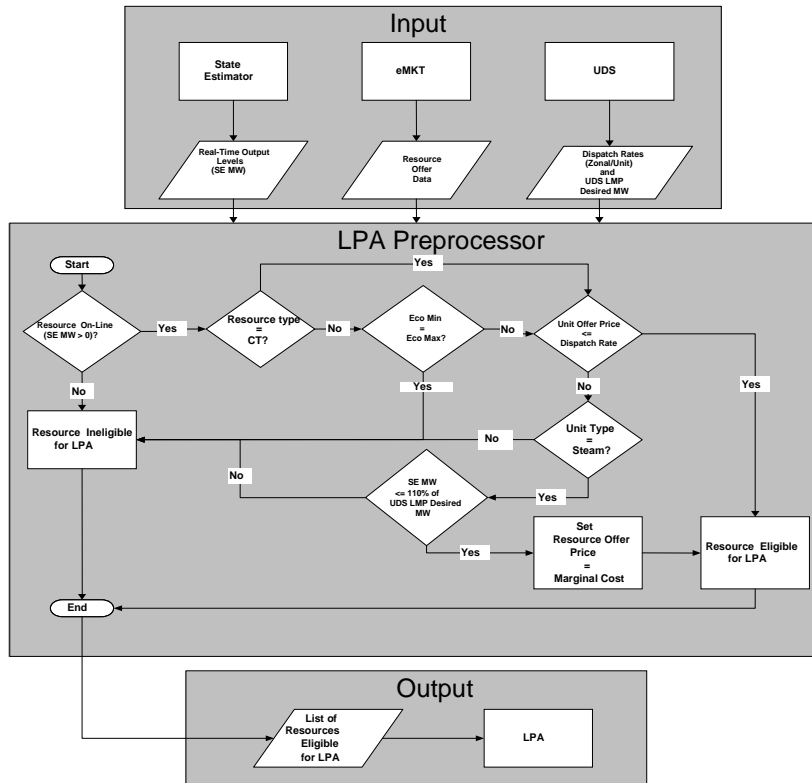 Input
State
Estimator
eMKT
UDS
Real-Time Output
Levels
(SE MW)
Resource
Offer
Data
Dispatch Rates
(Zonal/Unit)
and
UDS LMP
Desired MW
LPA Preprocessor
Start
Yes
Resource On-Line
(SE MW > 0)?
Yes
Resource type
=
CT?
No
Eco Min
=
Eco Max?
No
Unit Offer Price
<=
Dispatch Rate
No
Yes
No
Yes
Resource Ineligible
for LPA
No
Unit Type
=
Steam?
No
SE MW
<= 110% of
UDS LMP Desired
MW
Yes
Yes
Set
Resource Offer
Price
=
Marginal Cost
Resource Eligible
for LPA
End
Output
List of
Resources
Eligible
for LPA
LPA